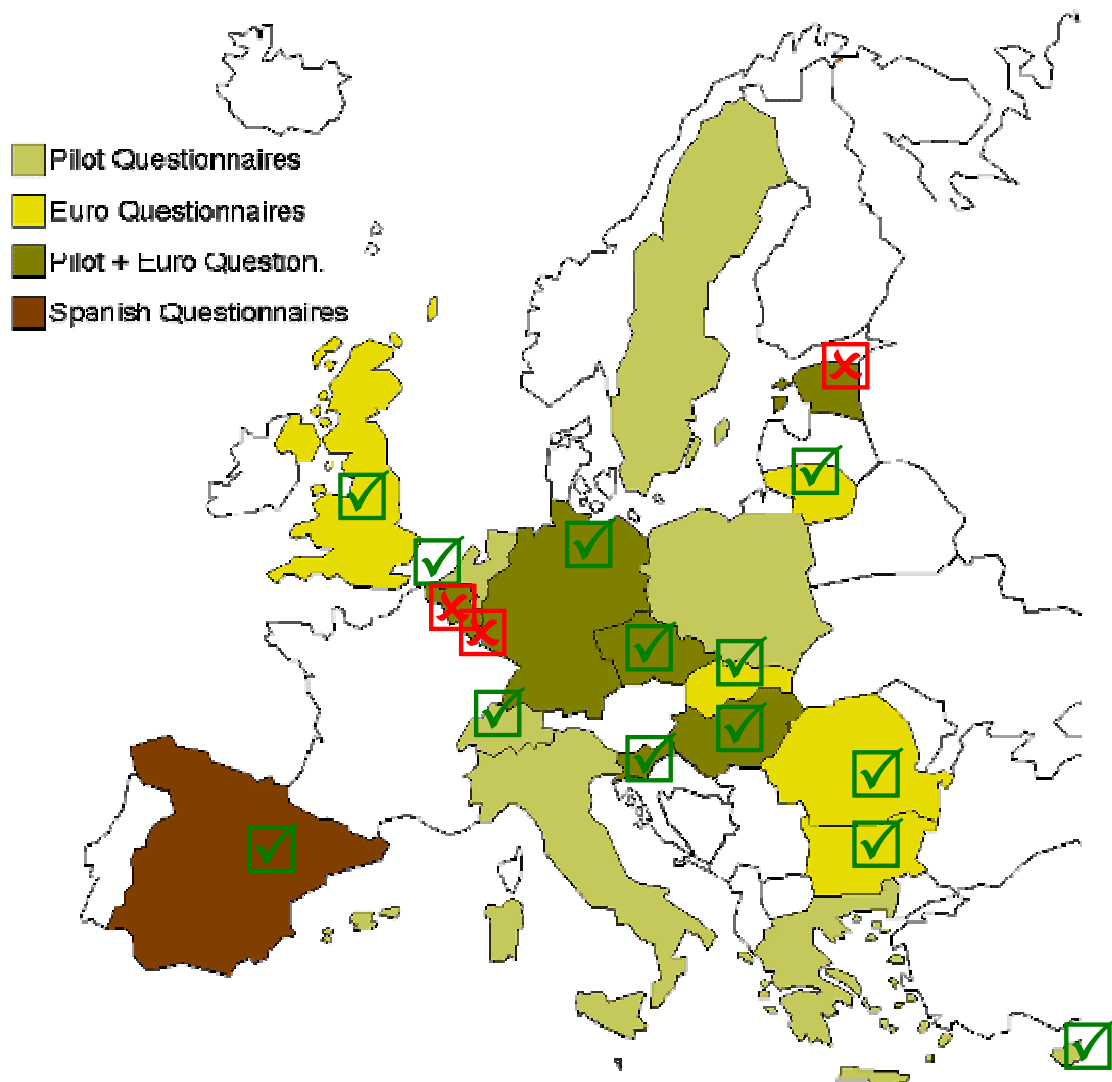 Pilot Questionnaires
Euro Questionnaires
Pilot + Euro Question.
Spanish Questionnaires